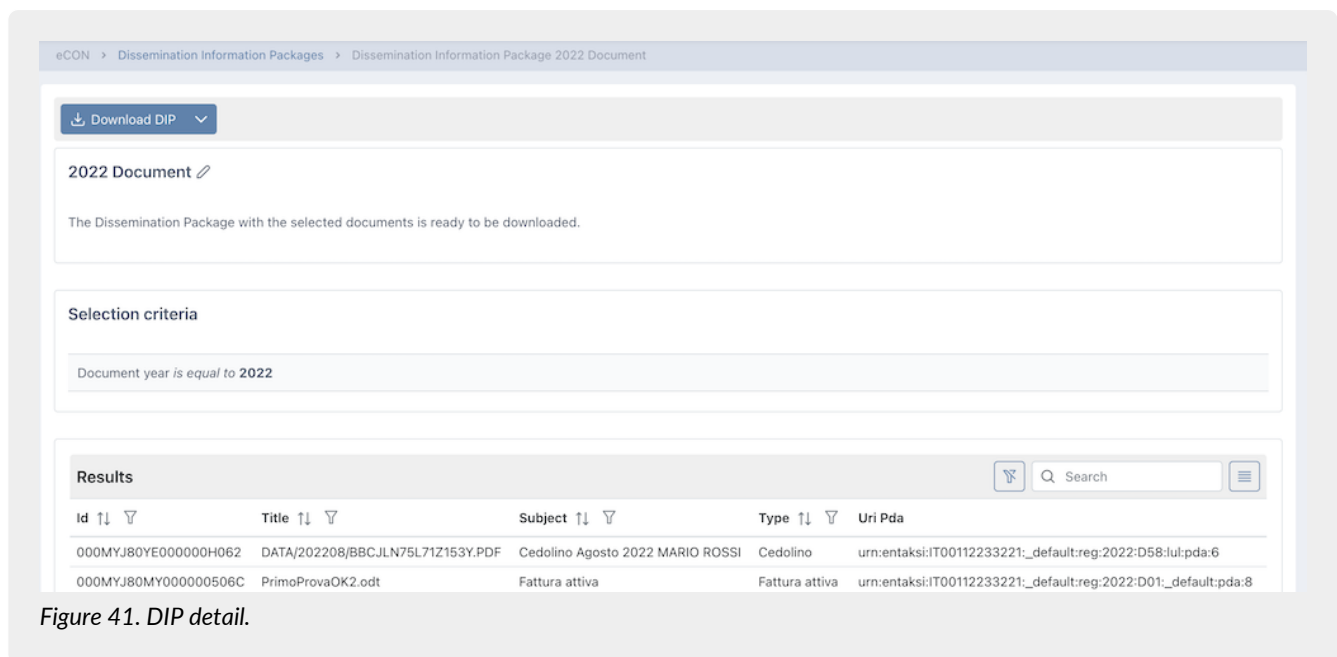 eCON > Dissemination Information Packages > Dissemination Information Package 2022 Document
Download DIP
2022 Document
The Dissemination Package with the selected documents is ready to be downloaded.
Selection criteria
Document year is equal to 2022
Results Search
Id Title Subject Type Uri Pda
000MYJ80YE000000H062 DATA/202208/BBCJLN75L71Z153Y.PDF Cedolino Agosto 2022 MARIO ROSSI Cedolino urn:entaksi:IT00112233221:_default:reg:2022:D58:lul:pda:6
000MYJ80MY000000506C PrimoProvaOK2.odt Fattura attiva Fattura attiva urn:entaksi:IT00112233221:_default:reg:2022:D01:_default:pda:8
Figure 41. DIP detail.